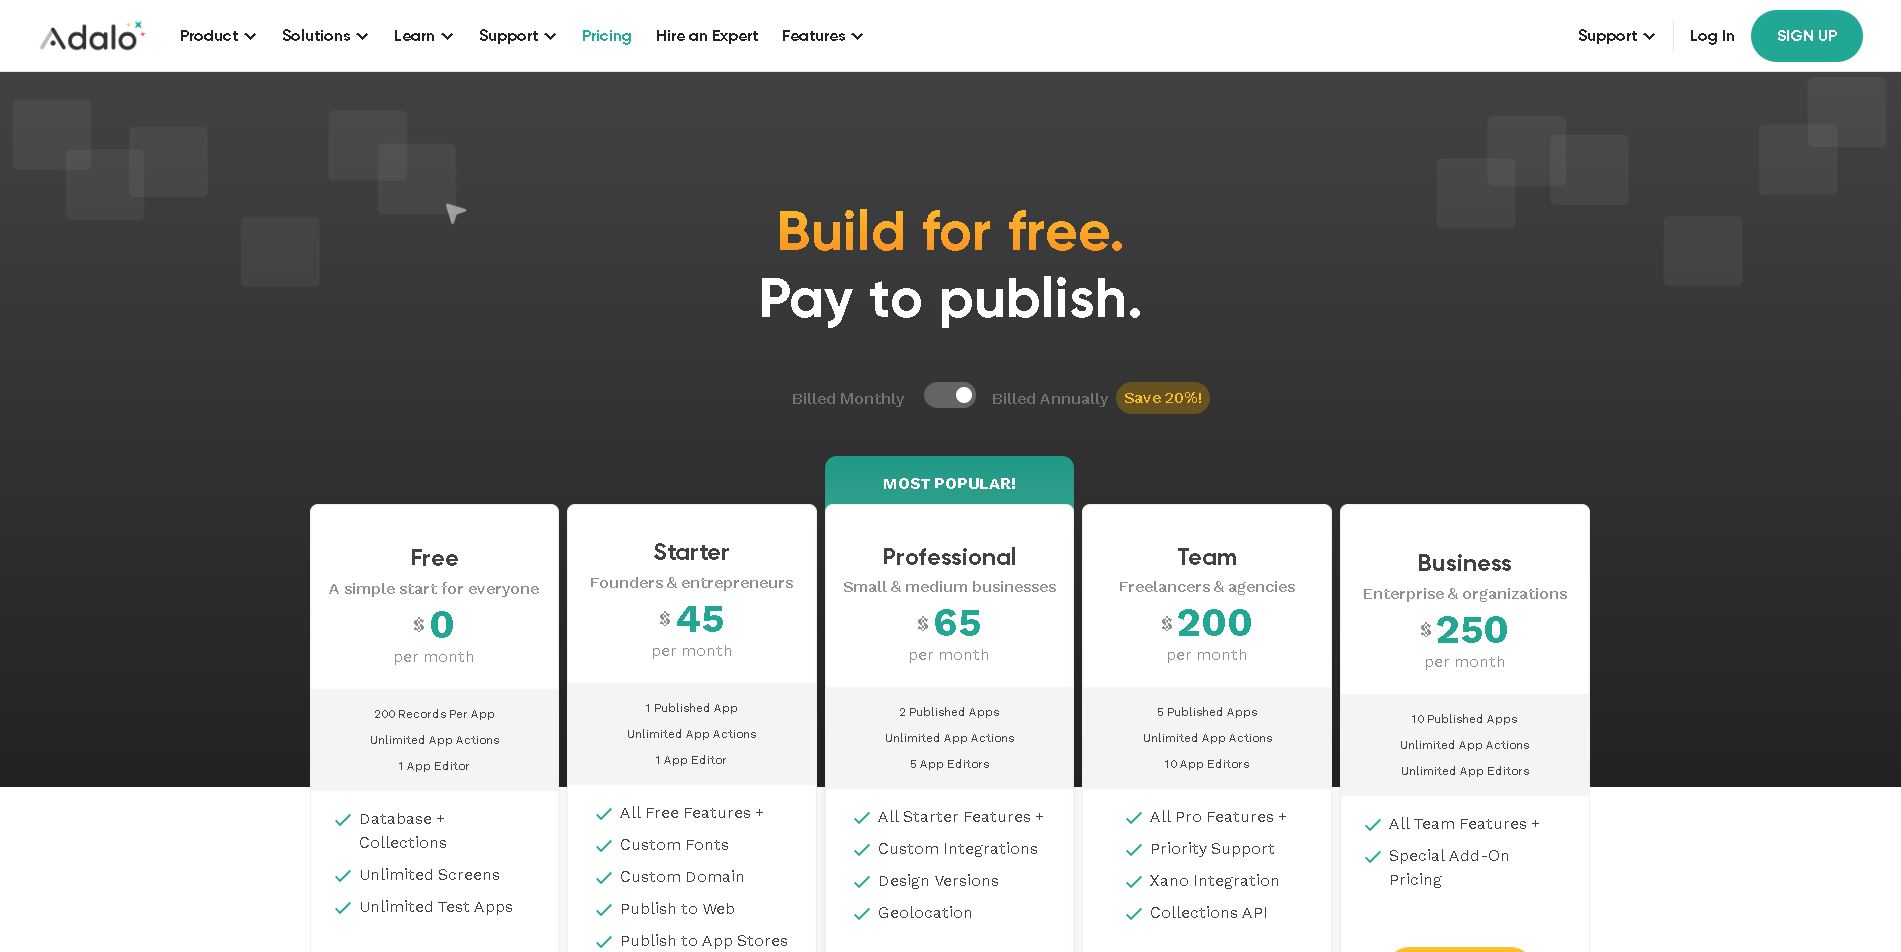 Adalo
Product
Solutions
Learn
Support
Pricing
Hire an Expert
Features
Support
Log In
SIGN UP
Build for free.
Pay to publish.
Billed Monthly
Billed Annually
Save 20%!
MOST POPULAR!
Free
A simple start for everyone
$ 0
per month
200 Records Per App
Unlimited App Actions
1 App Editor
Database +
Collections
Unlimited Screens
Unlimited Test Apps
Starter
Founders & entrepreneurs
$ 45
per month
1 Published App
Unlimited App Actions
1 App Editor
All Free Features +
Custom Fonts
Custom Domain
Publish to Web
Publish to App Stores
Professional
Small & medium businesses
$ 65
per month
2 Published Apps
Unlimited App Actions
5 App Editors
All Starter Features +
Custom Integrations
Design Versions
Geolocation
Team
Freelancers & agencies
$ 200
per month
5 Published Apps
Unlimited App Actions
10 App Editors
All Pro Features +
Priority Support
Xano Integration
Collections API
Business
Enterprise & organizations
$ 250
per month
10 Published Apps
Unlimited App Actions
Unlimited App Editors
All Team Features +
Special Add-On
Pricing